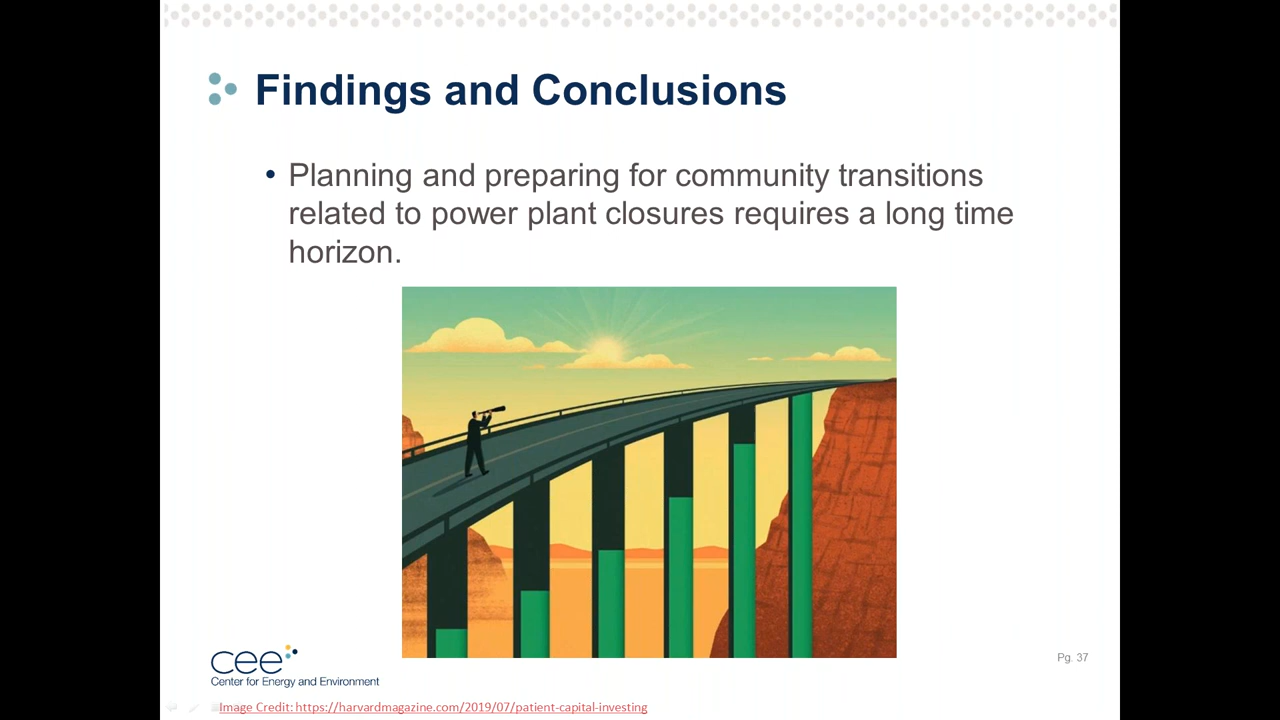 Findings and Conclusions
• Planning and preparing for community transitions
related to power plant closures requires a long time
horizon.
cee
Center for Energy and Environment
Pg. 37
Image Credit: https://harvardmagazine.com/2019/07/patient-capital-investing